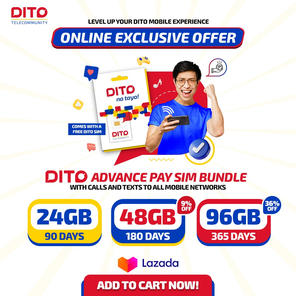 DITO
TELECOMMUNITY
LEVEL UP YOUR DITO MOBILE EXPERIENCE
ONLINE EXCLUSIVE OFFER
DITO
na tayo!
COMES WITH A
FREE DITO SIM
DITO
DITO ADVANCE PAY SIM BUNDLE
WITH CALLS AND TEXTS TO ALL MOBILE NETWORKS
24GB
90 DAYS
9%
OFF
48GB
180 DAYS
36%
OFF
96GB
365 DAYS
Lazada
ADD TO CART NOW!